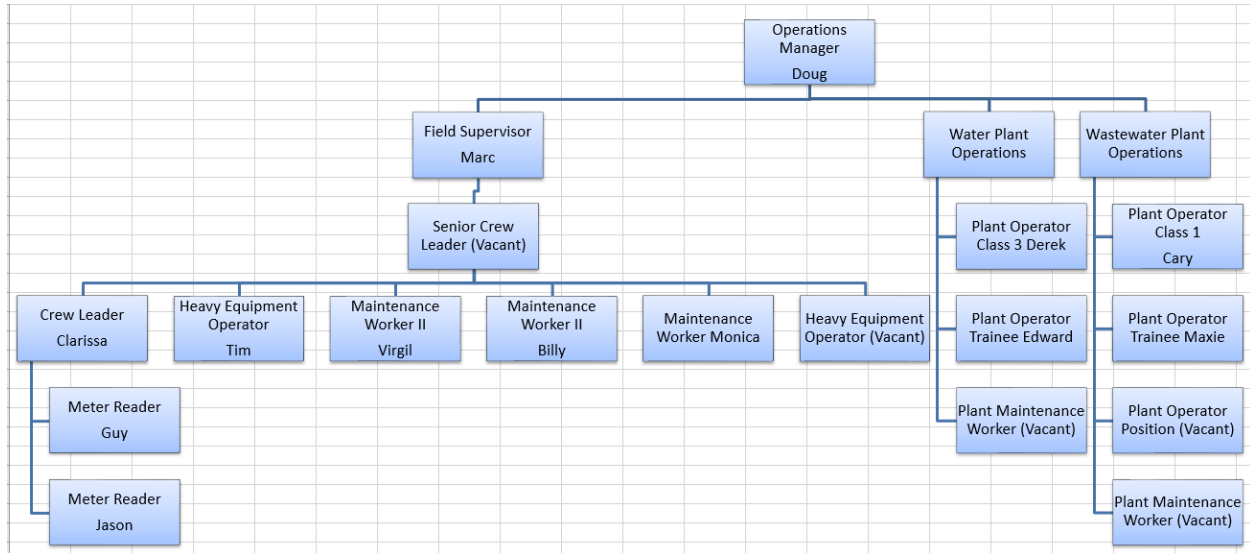 Operations
Manager
Doug
Field Supervisor
Marc
Water Plant
Operations
Wastewater Plant
Operations
Senior Crew
Leader (Vacant)
Plant Operator
Class 3 Derek
Plant Operator
Class 1
Cary
Crew Leader
Clarissa
Heavy Equipment
Operator
Tim
Maintenance
Worker II
Virgil
Maintenance
Worker II
Billy
Maintenance
Worker Monica
Heavy Equipment
Operator (Vacant)
Plant Operator
Trainee Edward
Plant Operator
Trainee Maxie
Meter Reader
Guy
Plant Maintenance
Worker (Vacant)
Plant Operator
Position (Vacant)
Meter Reader
Jason
Plant Maintenance
Worker (Vacant)